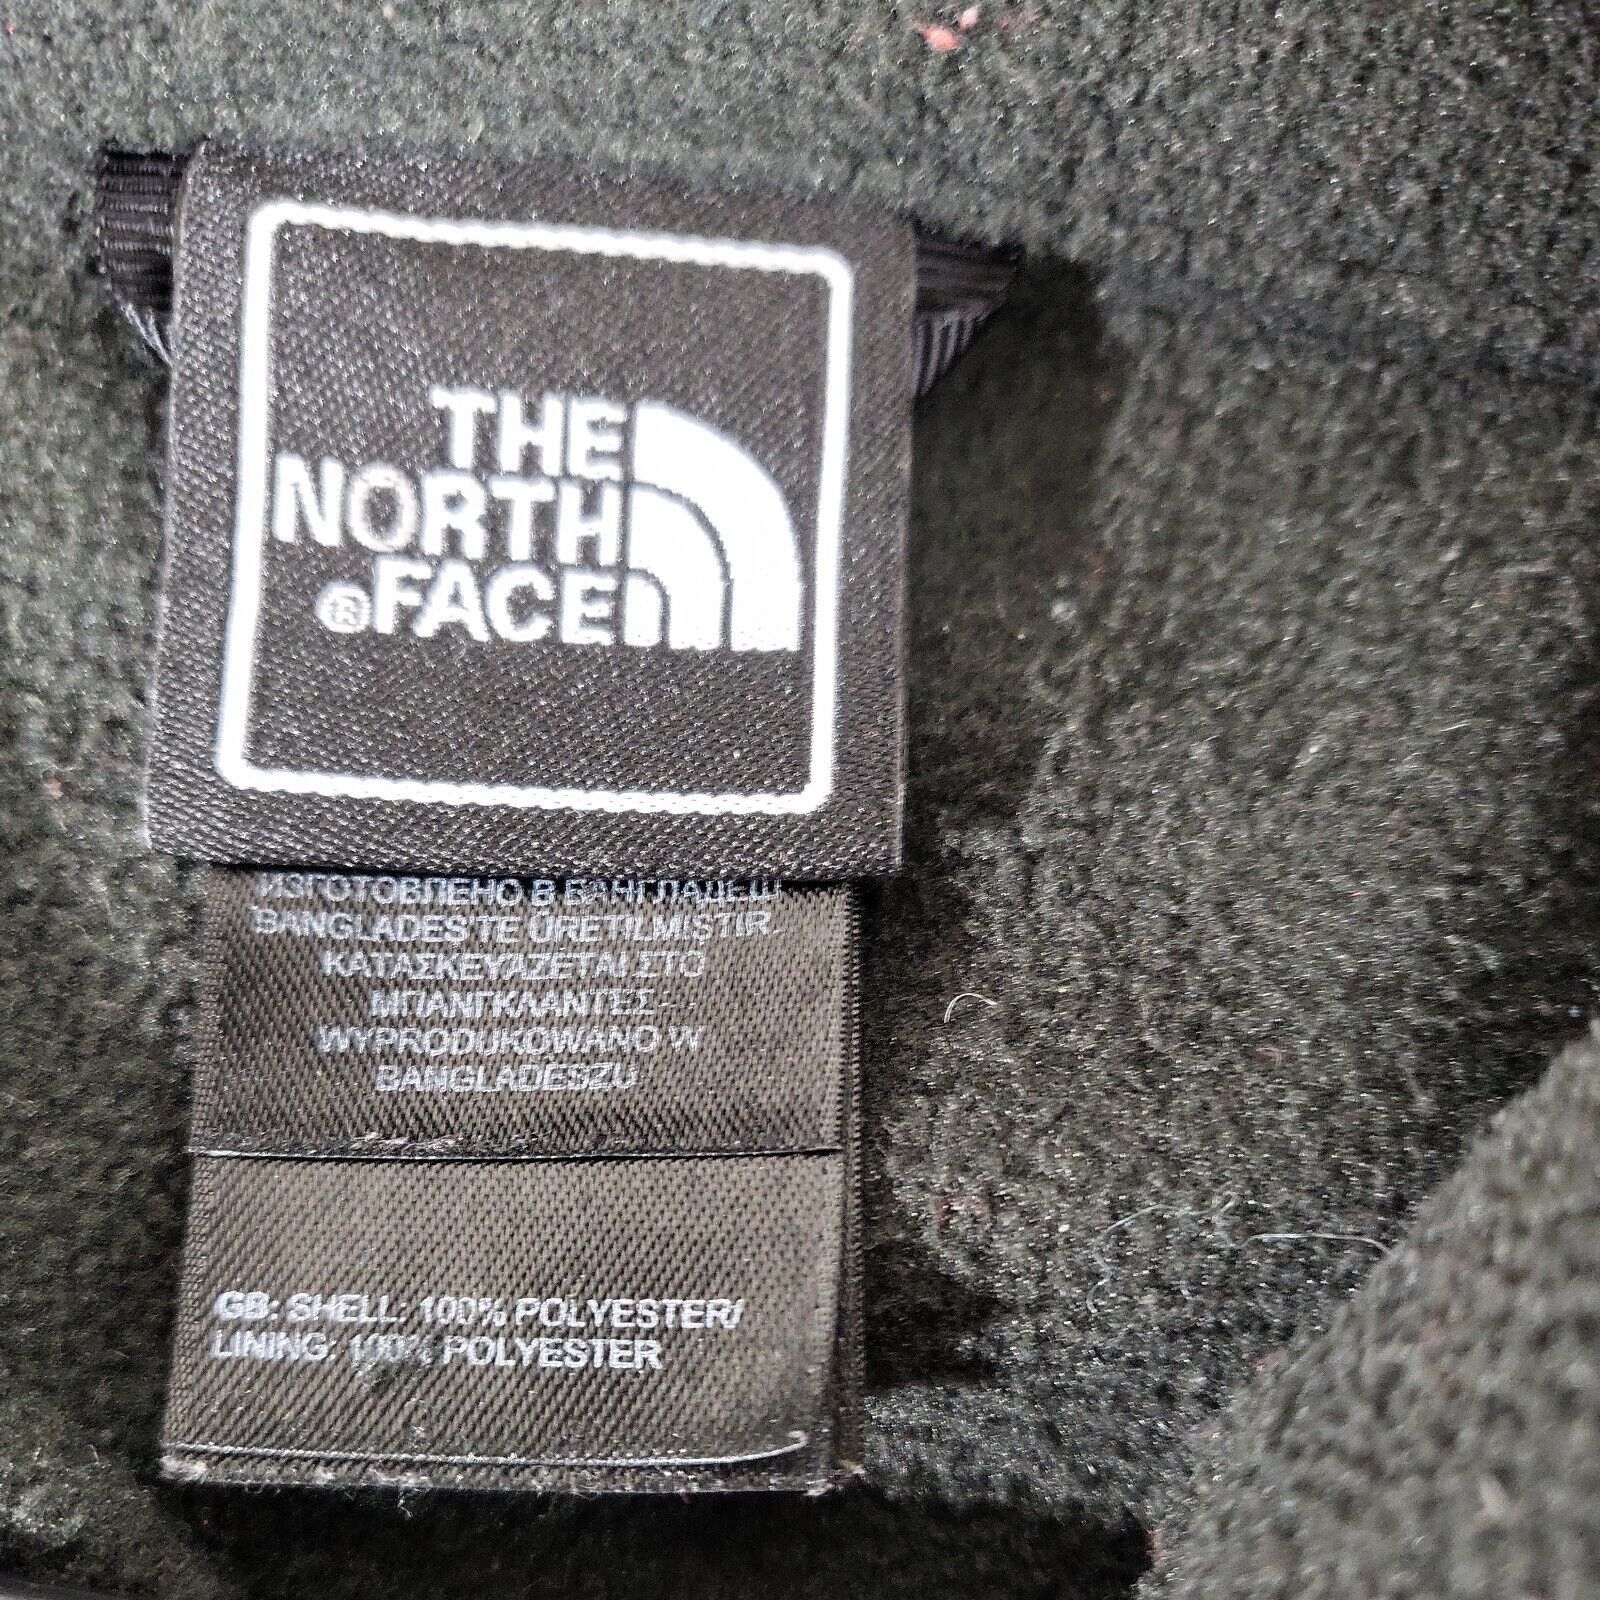 THE
NORTH
®FACE
ИЗГОТОВЛЕНО В БАНГЛАДЕШ
BANGLADES'TE ÜRETILMIŞTIR.
ΚΑΤΑΣΚΕΥΑΖΕΤΑΙ ΣΤΟ
ΜΠΑΝΓΚΛΑΝΤΕΣ
WYPRODUKOWANO W
BANGLADESZU
GB: SHELL: 100% POLYESTER/
LINING: 100% POLYESTER